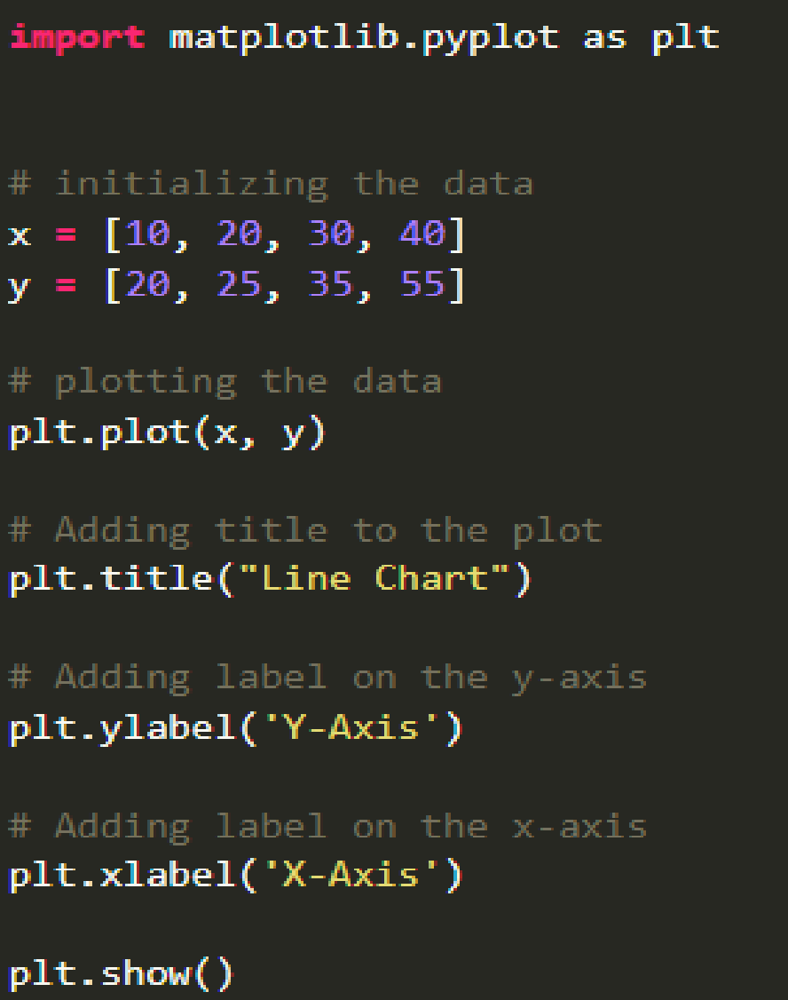 import matplotlib.pyplot as plt
# initializing the data
x = [10, 20, 30, 40]
y = [20, 25, 35, 55]
# plotting the data
plt.plot(x, y)
# Adding title to the plot
plt.title("Line Chart")
# Adding label on the y-axis
plt.ylabel('Y-Axis')
# Adding label on the x-axis
plt.xlabel('X-Axis')
plt.show()